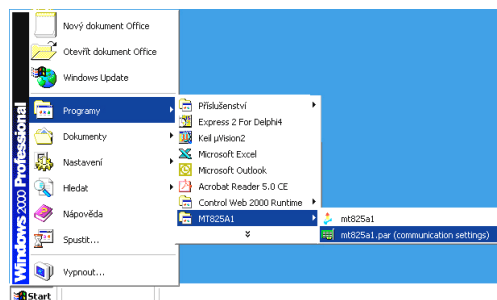 Nový dokument Office
Otevřít dokument Office
Windows Update
Programy
Dokumenty
Nastavení
Hledat
Nápověda
Spustit...
Vypnout...
Windows 2000 Professional
Start
Příslušenství
Express 2 For Delphi4
Keil µVision2
Microsoft Excel
Microsoft Outlook
Acrobat Reader 5.0 CE
Control Web 2000 Runtime
MT825A1
mt825a1
mt825a1.par (communication settings)